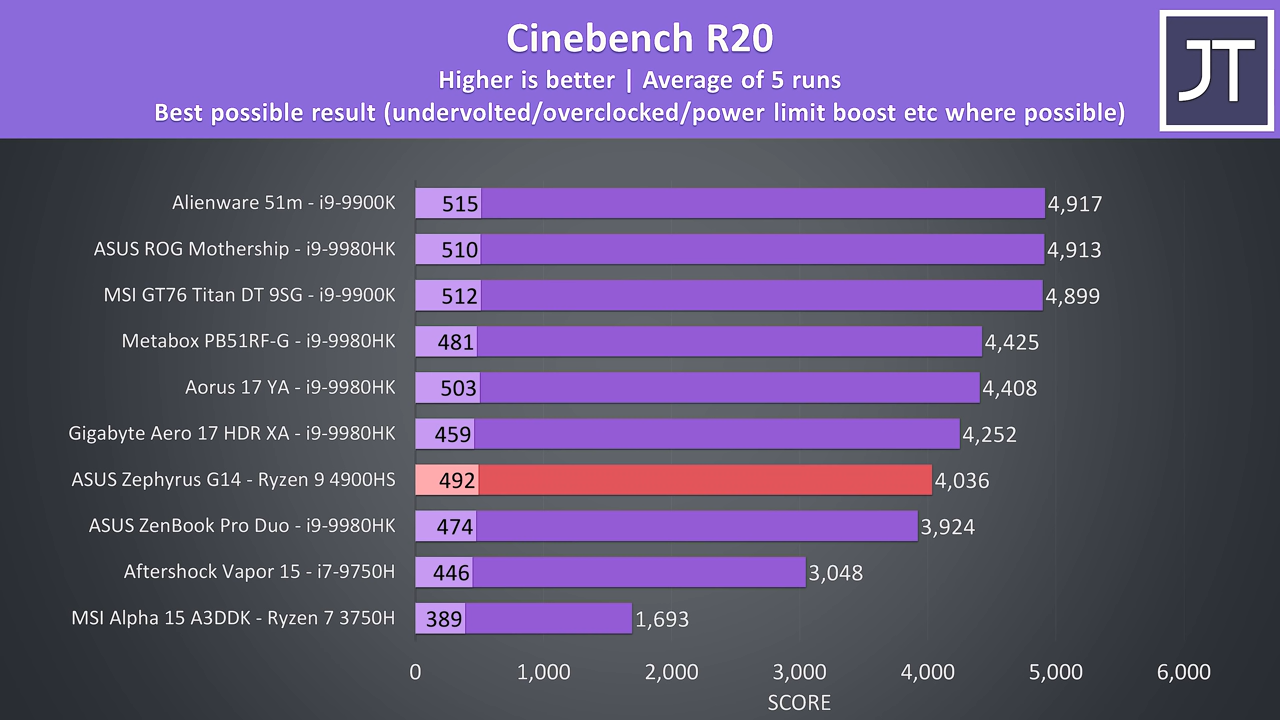 Cinebench R20
Higher is better | Average of 5 runs
Best possible result (undervolted/overclocked/power limit boost etc where possible)
JT
Alienware 51m - i9-9900K 515 4,917
ASUS ROG Mothership - i9-9980HK 510 4,913
MSI GT76 Titan DT 9SG - i9-9900K 512 4,899
Metabox PB51RF-G - i9-9980HK 481 4,425
Aorus 17 YA - i9-9980HK 503 4,408
Gigabyte Aero 17 HDR XA - i9-9980HK 459 4,252
ASUS Zephyrus G14 - Ryzen 9 4900HS 492 4,036
ASUS ZenBook Pro Duo - i9-9980HK 474 3,924
Aftershock Vapor 15 - i7-9750H 446 3,048
MSI Alpha 15 A3DDK - Ryzen 7 3750H 389 1,693
0 1,000 2,000 3,000 4,000 5,000 6,000
SCORE